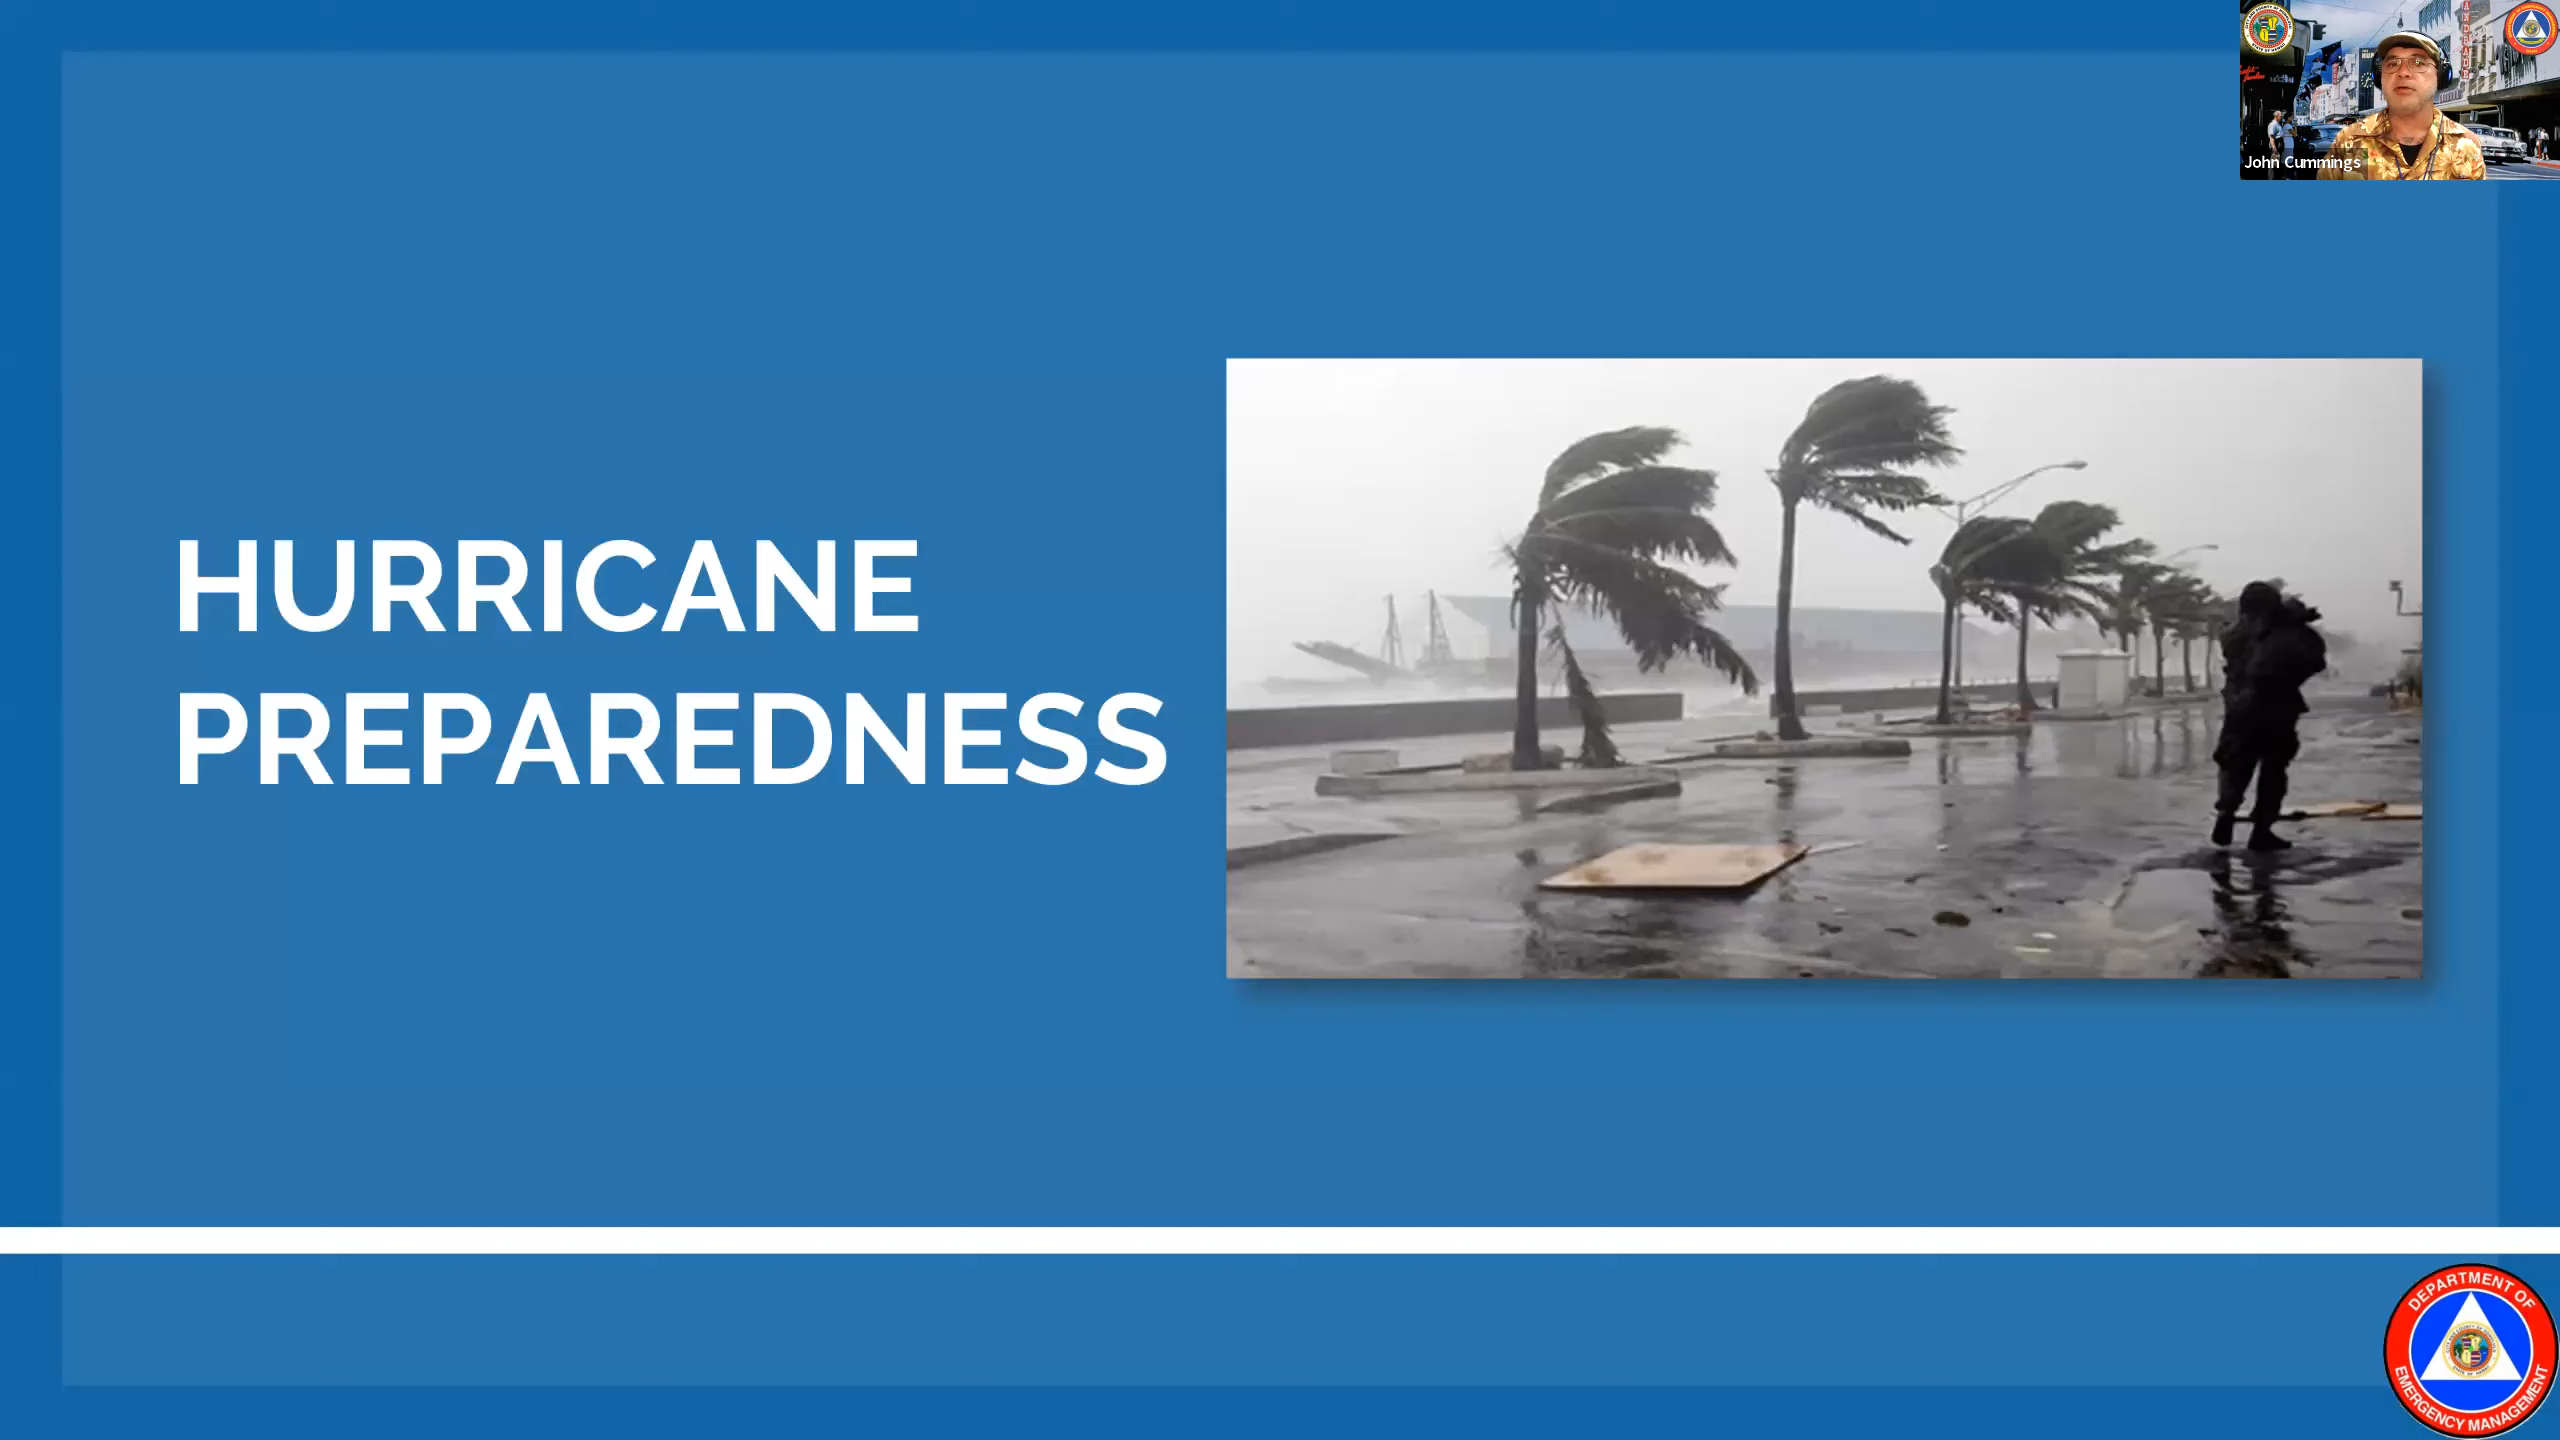 John Cummings
HURRICANE
PREPAREDNESS
DEPARTMENT OF
EMERGENCY MANAGEMENT